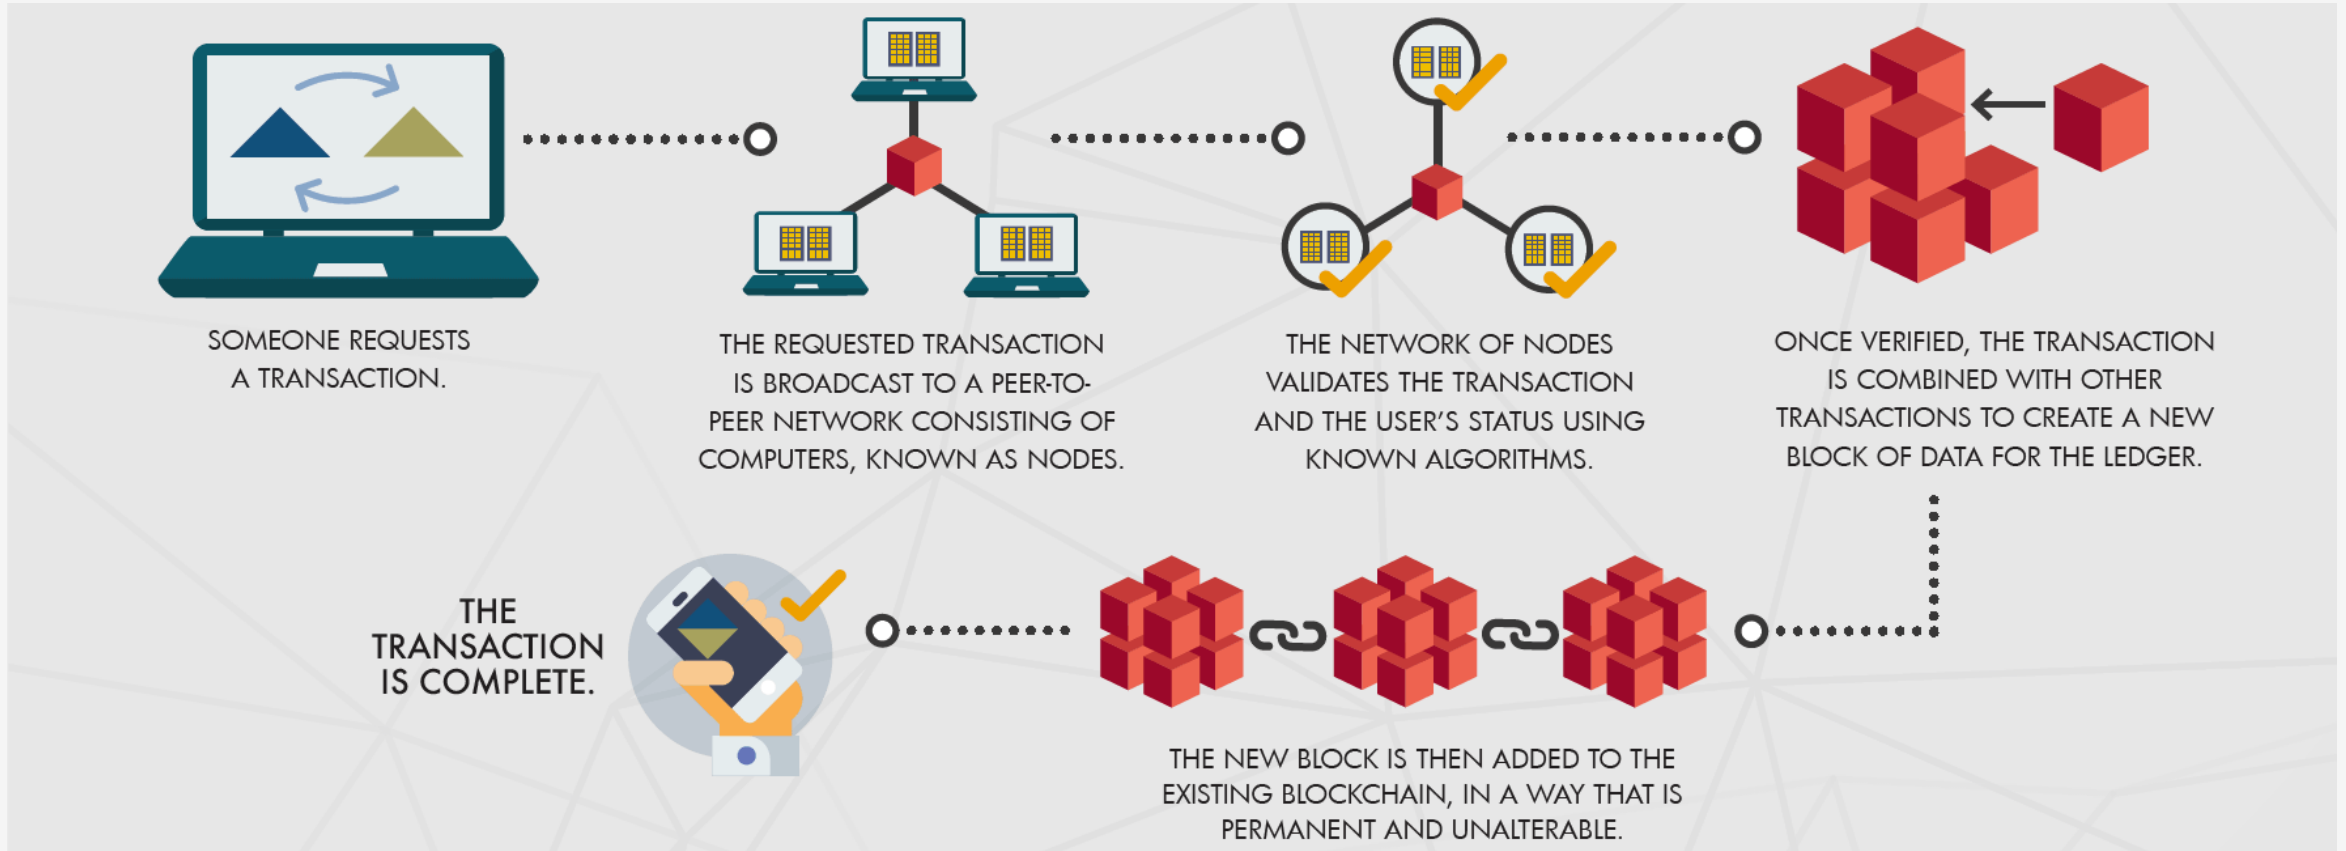 SOMEONE REQUESTS
A TRANSACTION.
THE REQUESTED TRANSACTION
IS BROADCAST TO A PEER-TO-
PEER NETWORK CONSISTING OF
COMPUTERS, KNOWN AS NODES.
THE NETWORK OF NODES
VALIDATES THE TRANSACTION
AND THE USER'S STATUS USING
KNOWN ALGORITHMS.
ONCE VERIFIED, THE TRANSACTION
IS COMBINED WITH OTHER
TRANSACTIONS TO CREATE A NEW
BLOCK OF DATA FOR THE LEDGER.
THE NEW BLOCK IS THEN ADDED TO THE
EXISTING BLOCKCHAIN, IN A WAY THAT IS
PERMANENT AND UNALTERABLE.
THE
TRANSACTION
IS COMPLETE.